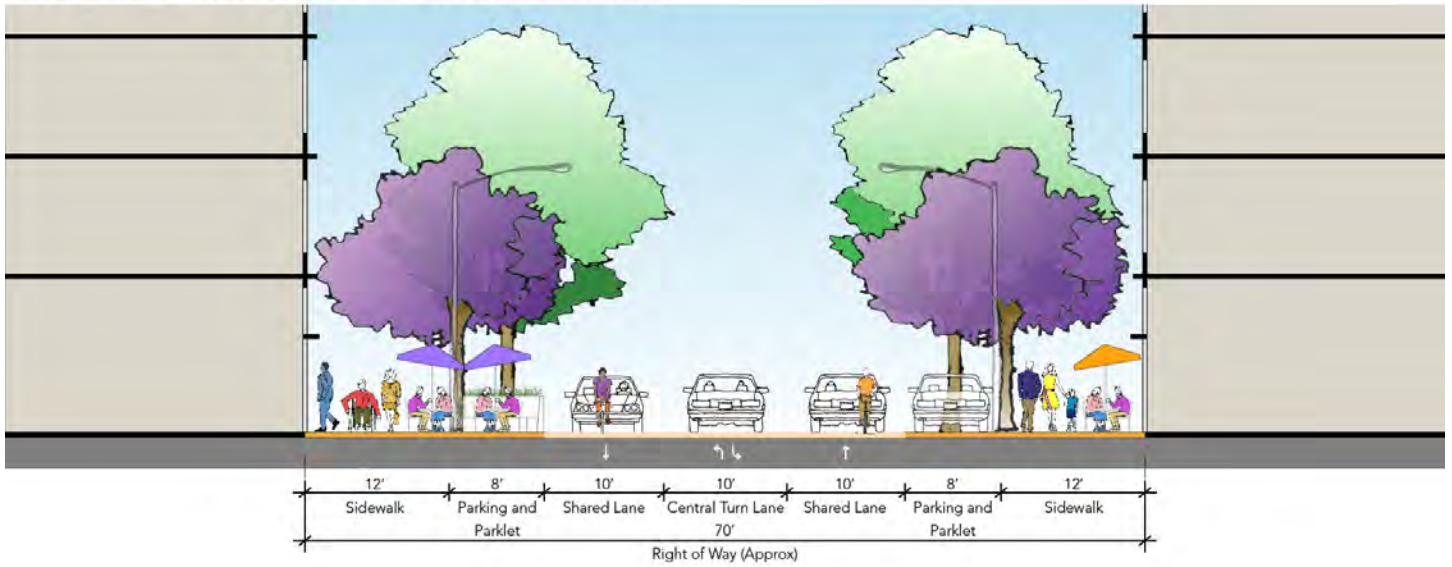 12' 8' 10' 10' 10' 8' 12'
Sidewalk Parking and Parklet Shared Lane Central Turn Lane Shared Lane Parking and Parklet Sidewalk
70'
Right of Way (Approx)